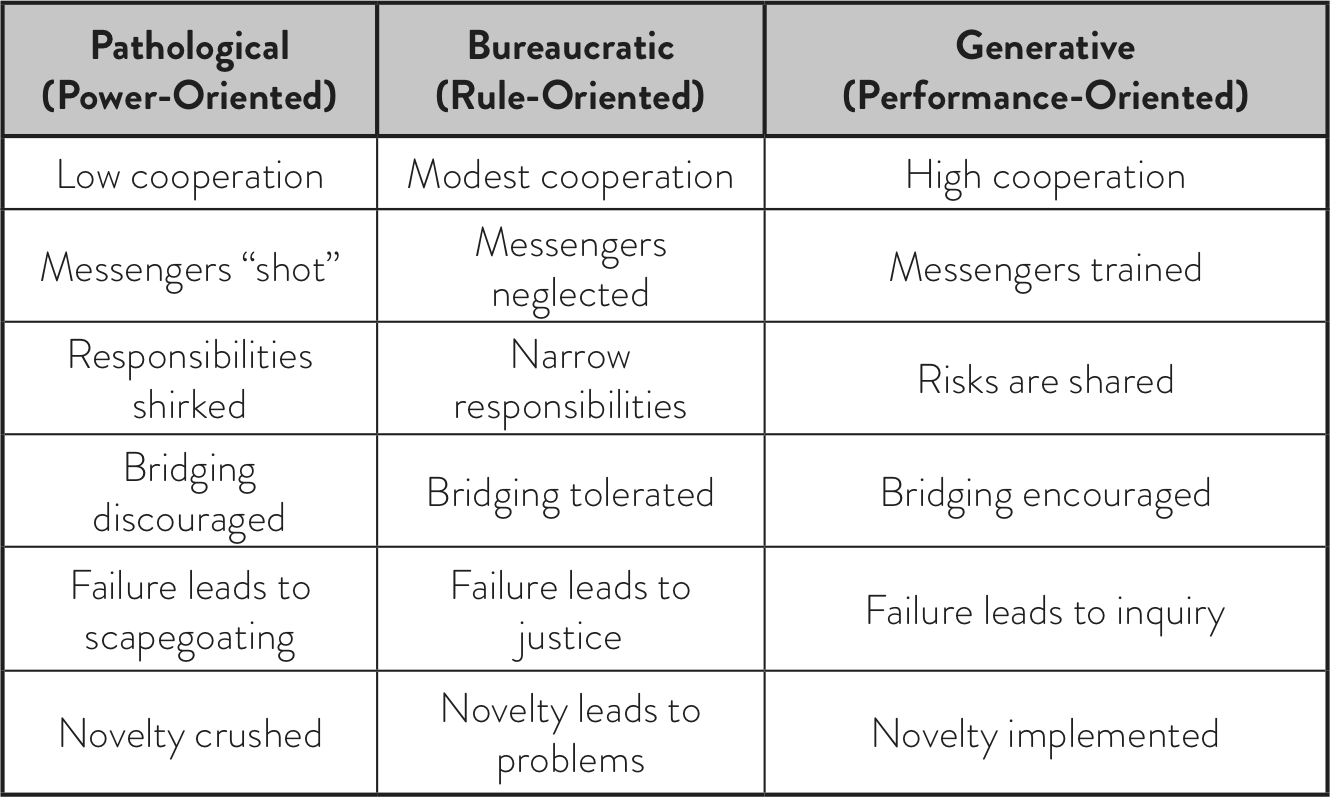 Pathological
(Power-Oriented)
Bureaucratic
(Rule-Oriented)
Generative
(Performance-Oriented)
Low cooperation
Modest cooperation
High cooperation
Messengers “shot”
Messengers
neglected
Messengers trained
Responsibilities
shirked
Narrow
responsibilities
Risks are shared
Bridging
discouraged
Bridging tolerated
Bridging encouraged
Failure leads to
scapegoating
Failure leads to
justice
Failure leads to inquiry
Novelty crushed
Novelty leads to
problems
Novelty implemented